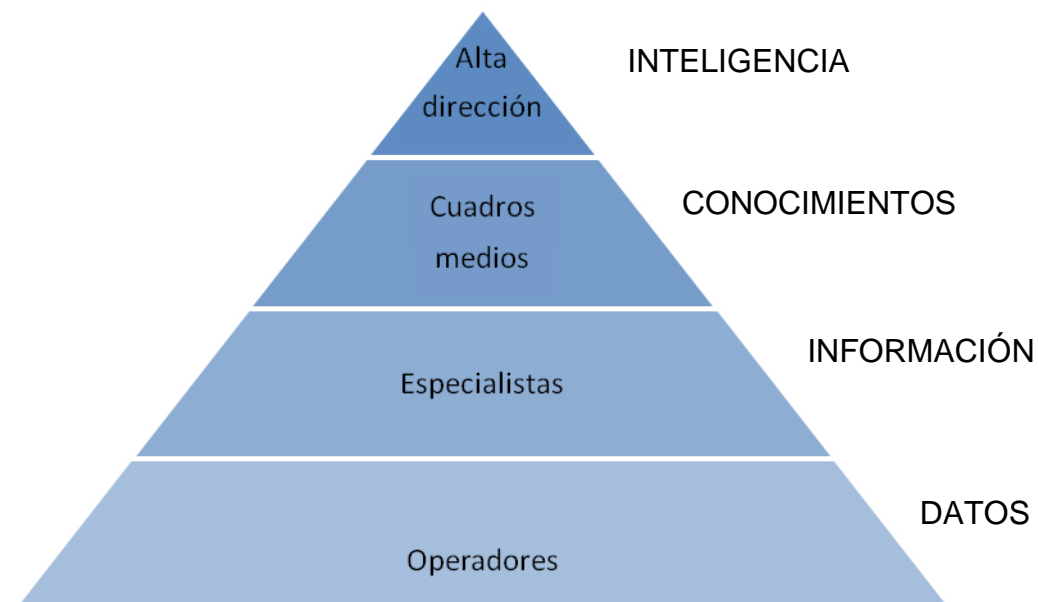 Alta
dirección
INTELIGENCIA
Cuadros
medios
CONOCIMIENTOS
Especialistas
INFORMACIÓN
Operadores
DATOS